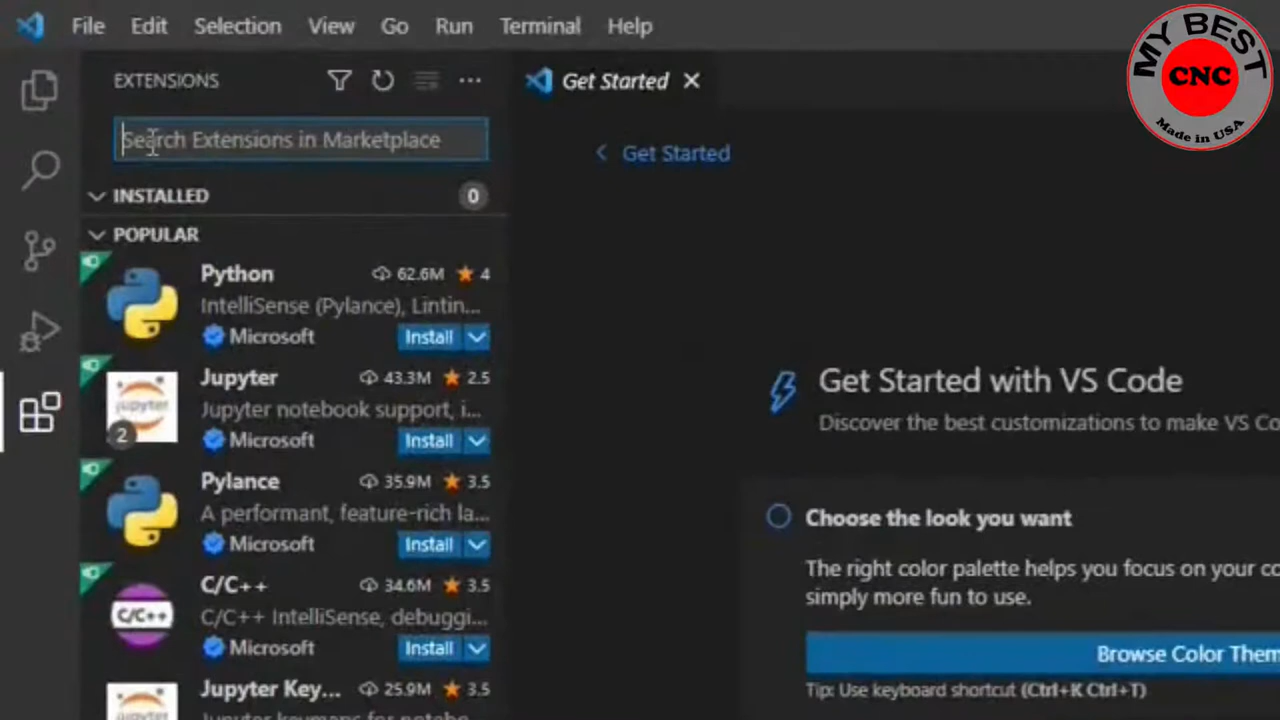 File Edit Selection View Go Run Terminal Help
MY BEST
CNC
Made in USA
EXTENSIONS
Get Started
Search Extensions in Marketplace
Get Started
INSTALLED 0
POPULAR
Python 62.6M 4
IntelliSense (Pylance), Lintin...
Microsoft Install
Jupyter 43.3M 2.5
Jupyter notebook support, i...
Microsoft Install
jupyter
2
Pylance 35.9M 3.5
A performant, feature-rich la...
Microsoft Install
C/C++ 34.6M 3.5
C/C++ IntelliSense, debuggi...
C/C++
Microsoft Install
Jupyter Key... 25.9M 3.5
Jupyter keymaps for notebo...
Get Started with VS Code
Discover the best customizations to make VS Co
Choose the look you want
The right color palette helps you focus on your co
simply more fun to use.
Browse Color Them
Tip: Use keyboard shortcut (Ctrl+K Ctrl+T)